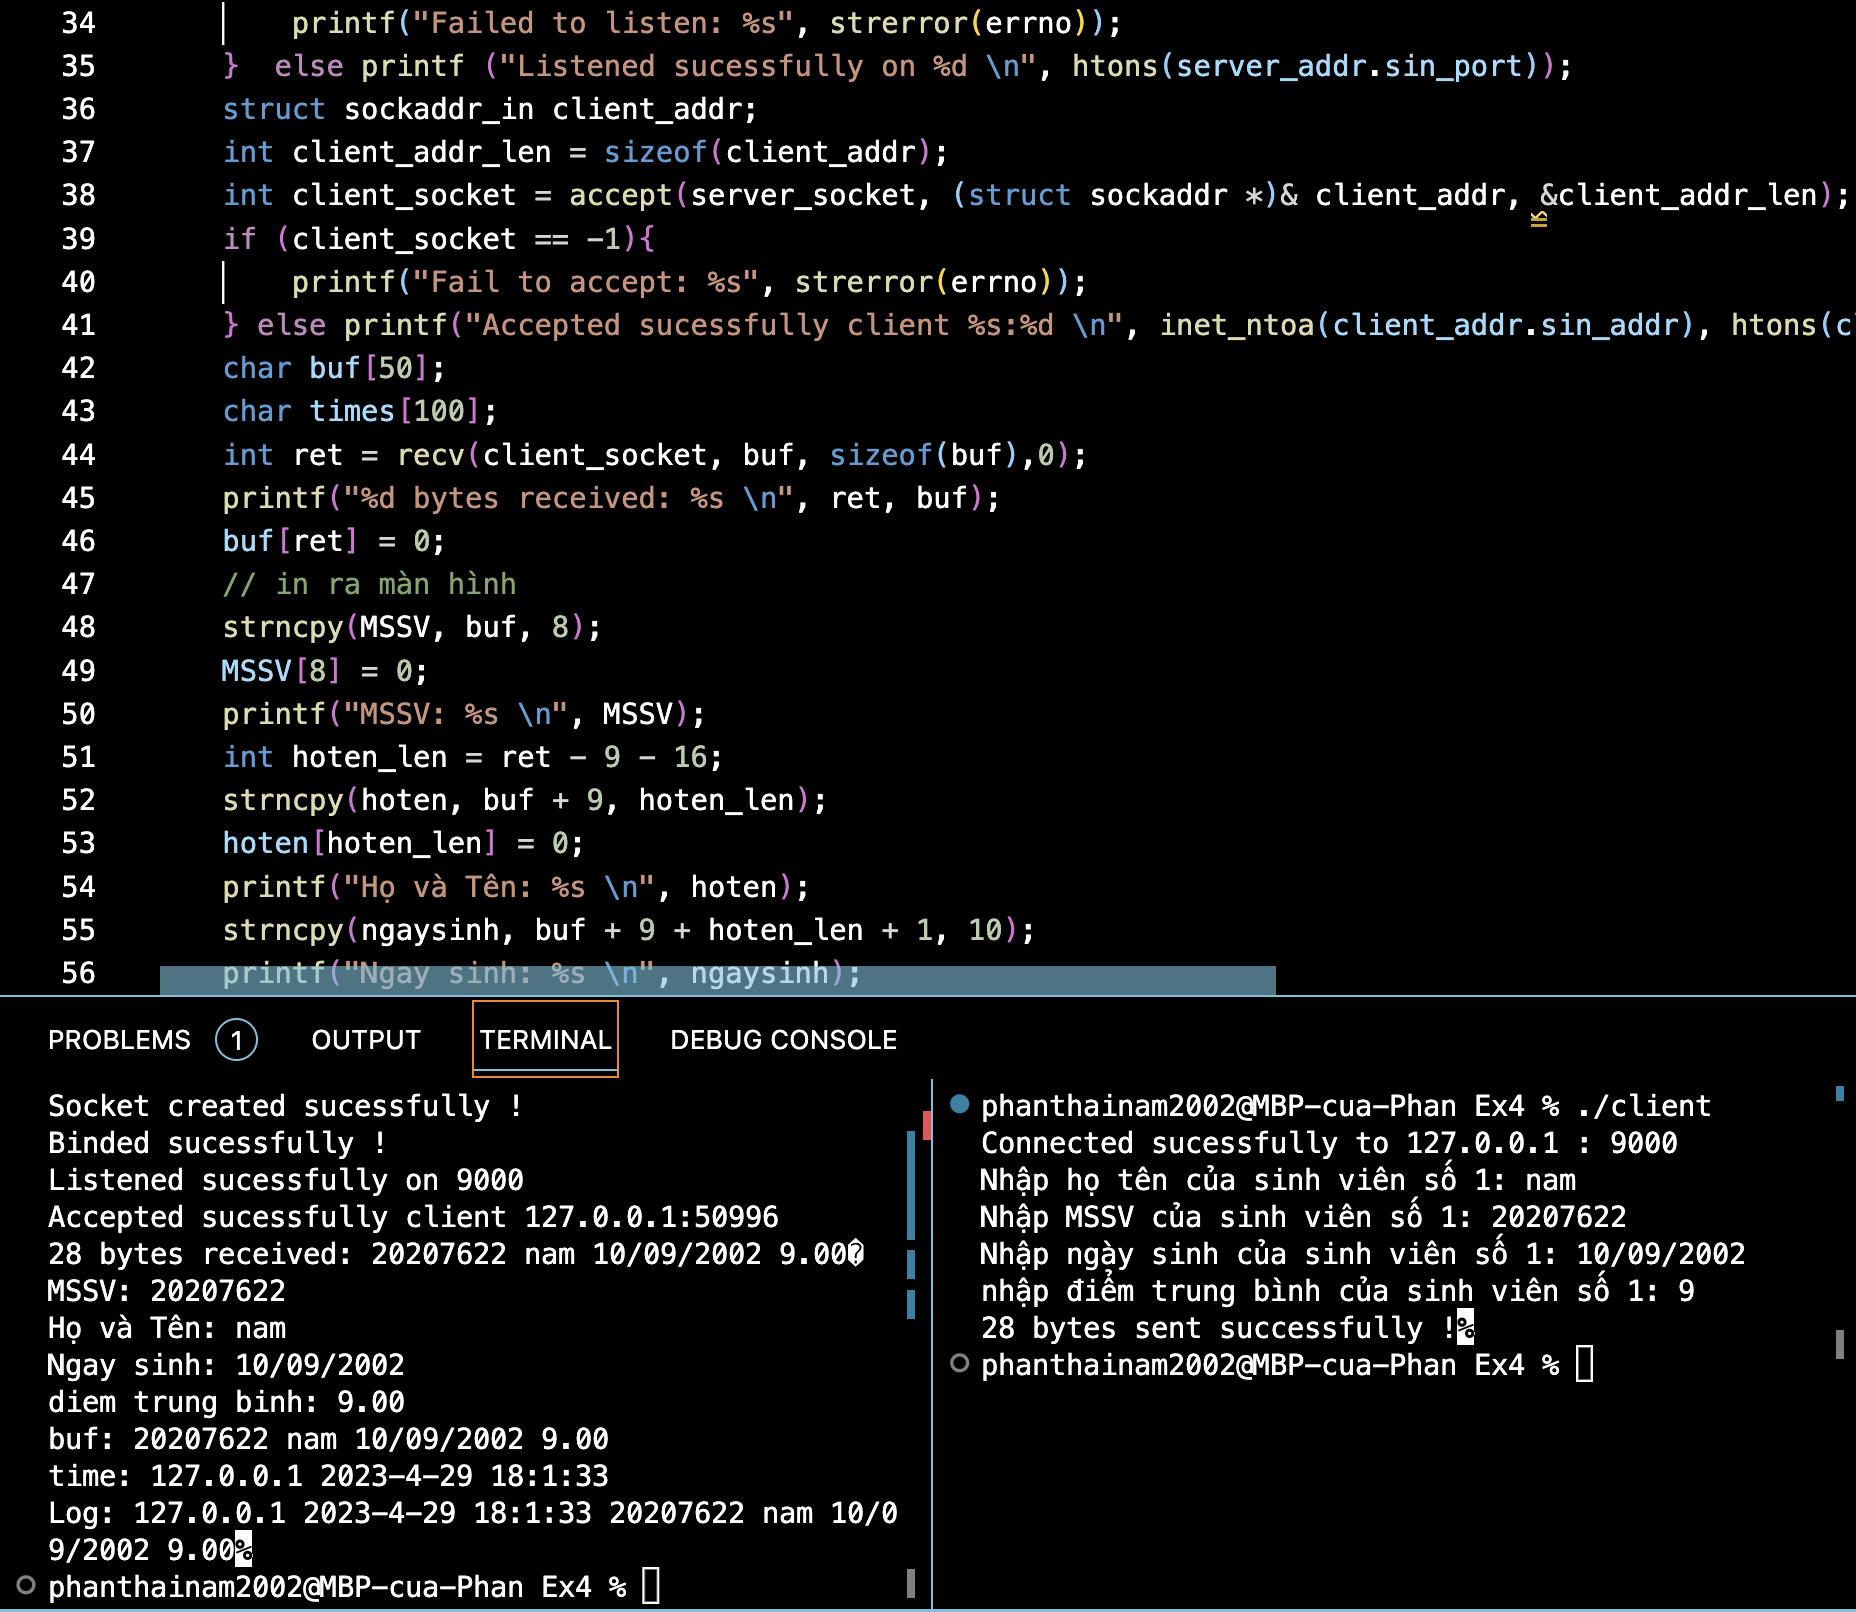 34 printf("Failed to listen: %s", strerror(errno));
35 } else printf ("Listened sucessfully on %d \n", htons(server_addr.sin_port));
36 struct sockaddr_in client_addr;
37 int client_addr_len = sizeof(client_addr);
38 int client_socket = accept(server_socket, (struct sockaddr *)& client_addr, &client_addr_len);
39 if (client_socket == -1){
40 printf("Fail to accept: %s", strerror(errno));
41 } else printf("Accepted sucessfully client %s:%d \n", inet_ntoa(client_addr.sin_addr), htons(c
42 char buf[50];
43 char times[100];
44 int ret = recv(client_socket, buf, sizeof(buf),0);
45 printf("%d bytes received: %s \n", ret, buf);
46 buf[ret] = 0;
47 // in ra màn hình
48 strncpy(MSSV, buf, 8);
49 MSSV[8] = 0;
50 printf("MSSV: %s \n", MSSV);
51 int hoten_len = ret - 9 - 16;
52 strncpy(hoten, buf + 9, hoten_len);
53 hoten[hoten_len] = 0;
54 printf("Họ và Tên: %s \n", hoten);
55 strncpy(ngaysinh, buf + 9 + hoten_len + 1, 10);
56 printf("Ngay sinh: %s \n", ngaysinh);
PROBLEMS 1 OUTPUT TERMINAL DEBUG CONSOLE
Socket created sucessfully !
Binded sucessfully !
Listened sucessfully on 9000
Accepted sucessfully client 127.0.0.1:50996
28 bytes received: 20207622 nam 10/09/2002 9.00�
MSSV: 20207622
Họ và Tên: nam
Ngay sinh: 10/09/2002
diem trung binh: 9.00
buf: 20207622 nam 10/09/2002 9.00
time: 127.0.0.1 2023-4-29 18:1:33
Log: 127.0.0.1 2023-4-29 18:1:33 20207622 nam 10/0
9/2002 9.00%
phanthainam2002@MBP-cua-Phan Ex4 %
phanthainam2002@MBP-cua-Phan Ex4 % ./client
Connected sucessfully to 127.0.0.1 : 9000
Nhập họ tên của sinh viên số 1: nam
Nhập MSSV của sinh viên số 1: 20207622
Nhập ngày sinh của sinh viên số 1: 10/09/2002
nhập điểm trung bình của sinh viên số 1: 9
28 bytes sent successfully !%
phanthainam2002@MBP-cua-Phan Ex4 %